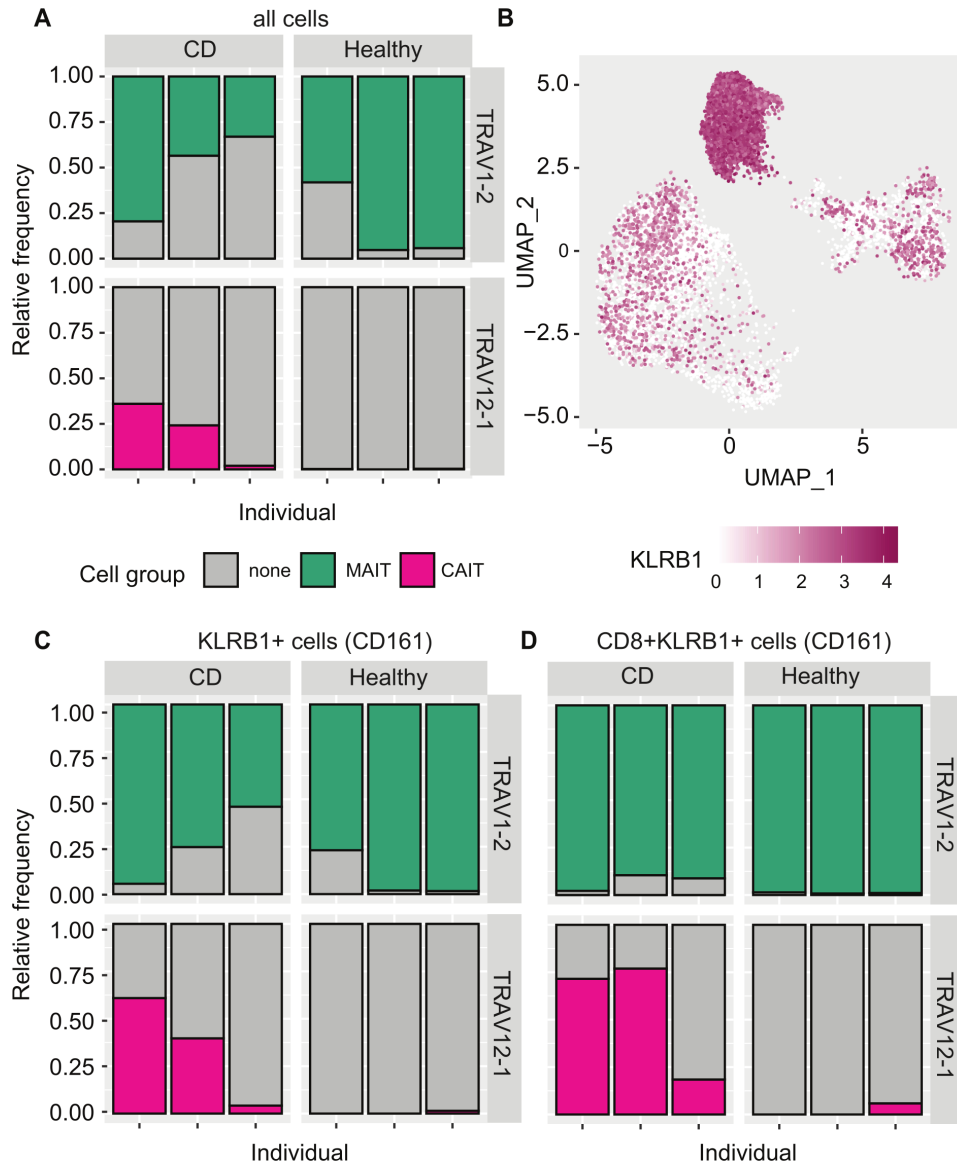 A
all cells
CD
Healthy
Relative frequency
1.00
0.75
0.50
0.25
0.00
TRAV1-2
1.00
0.75
0.50
0.25
0.00
TRAV12-1
Individual
Cell group none MAIT CAIT
B
UMAP_2
5.0
2.5
0
−2.5
−5.0
−5 0 5
UMAP_1
KLRB1
0 1 2 3 4
C
KLRB1+ cells (CD161)
CD
Healthy
Relative frequency
1.00
0.75
0.50
0.25
0.00
TRAV1-2
1.00
0.75
0.50
0.25
0.00
TRAV12-1
Individual
D
CD8+KLRB1+ cells (CD161)
CD
Healthy
TRAV1-2
TRAV12-1
Individual